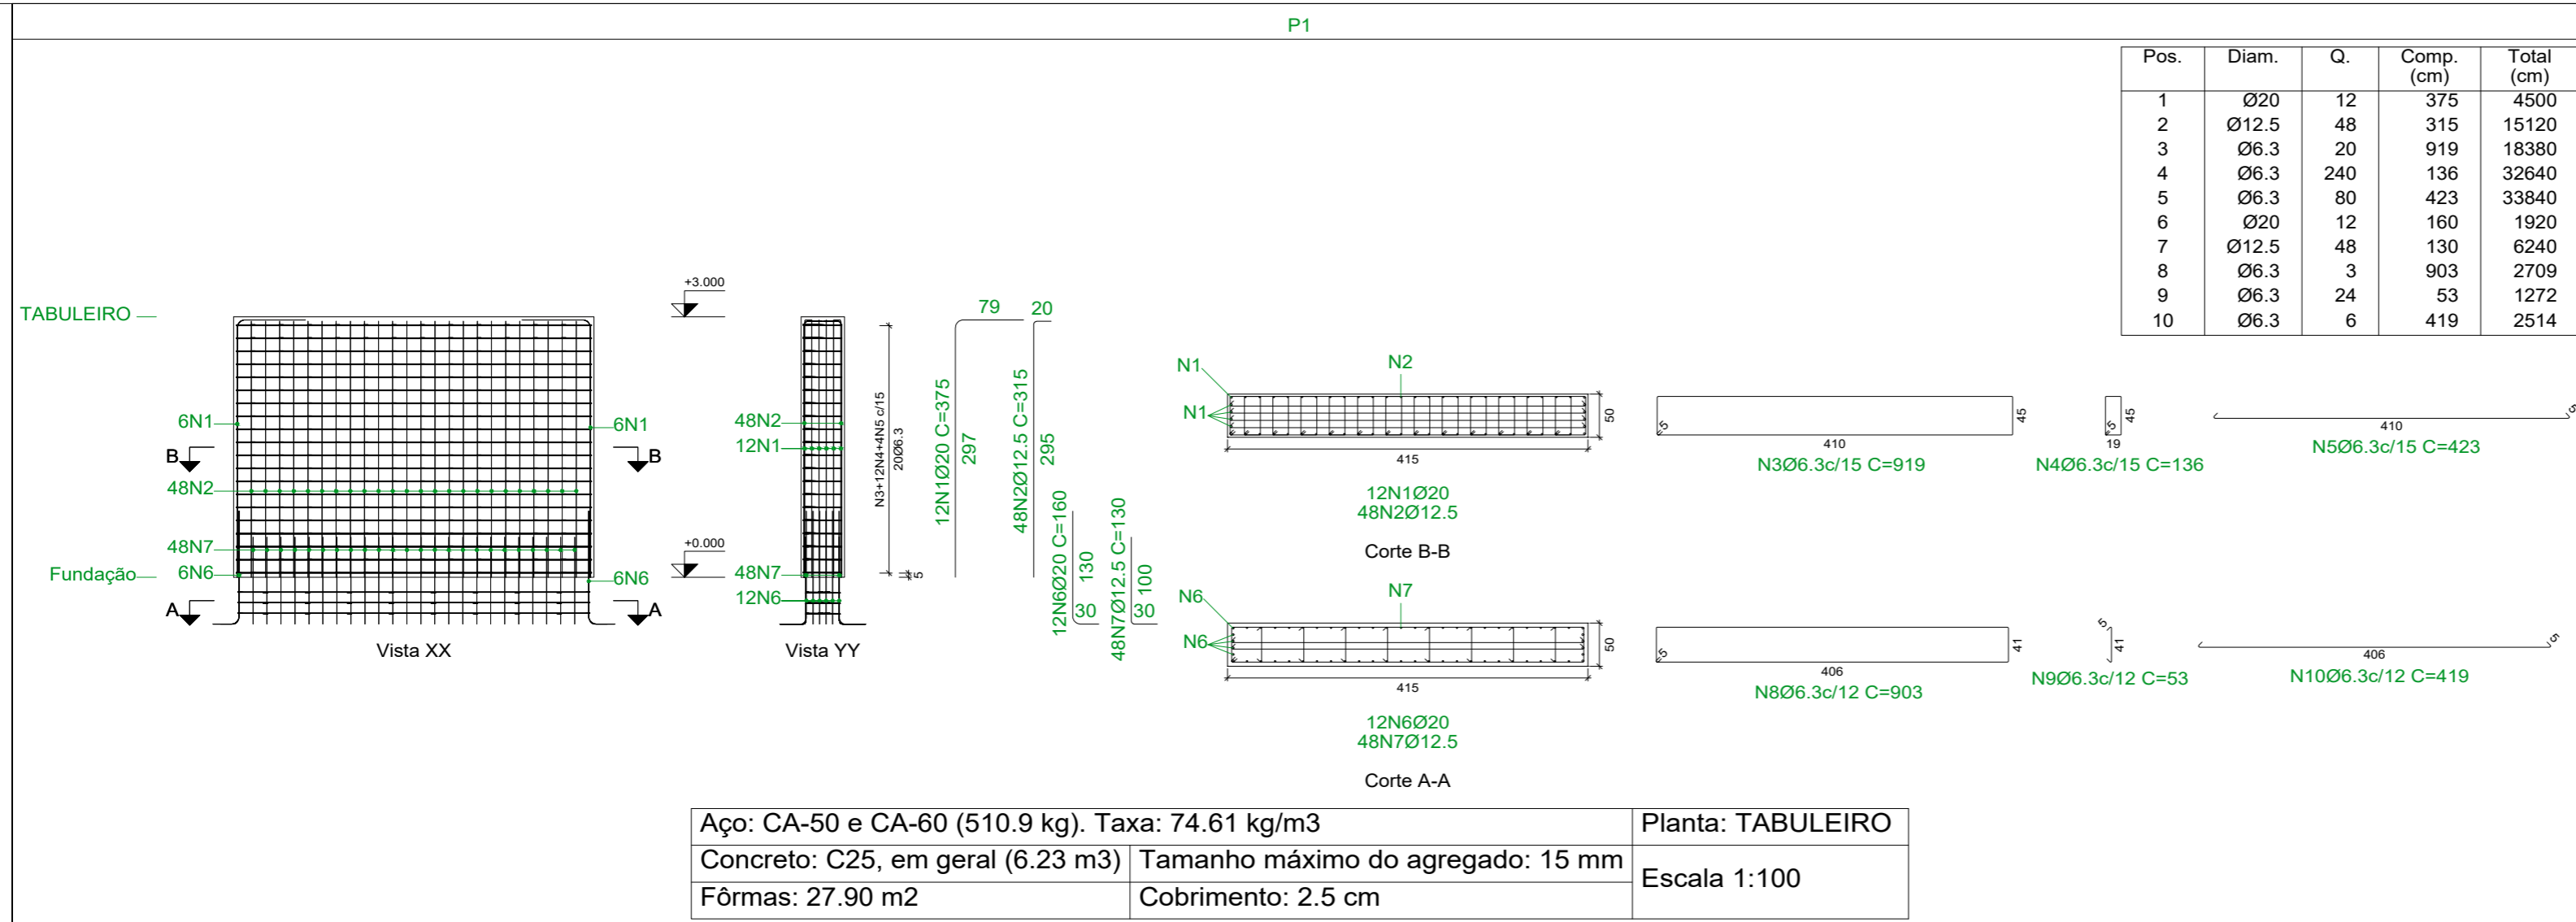 P1
Pos. Diam. Q. Comp. (cm) Total (cm)
1 Ø20 12 375 4500
2 Ø12.5 48 315 15120
3 Ø6.3 20 919 18380
4 Ø6.3 240 136 32640
5 Ø6.3 80 423 33840
6 Ø20 12 160 1920
7 Ø12.5 48 130 6240
8 Ø6.3 3 903 2709
9 Ø6.3 24 53 1272
10 Ø6.3 6 419 2514
TABULEIRO
6N1
6N1
B
B
48N2
48N7
Fundação
6N6
6N6
A
A
Vista XX
+3.000
+0.000
48N2
12N1
48N7
12N6
Vista YY
N3+12N4+4N5 c/15
20Ø6.3
5
79
12N1Ø20 C=375
297
20
48N2Ø12.5 C=315
295
12N6Ø20 C=160
130
30
48N7Ø12.5 C=130
100
30
N1
N2
N1
50
415
12N1Ø20
48N2Ø12.5
Corte B-B
N6
N7
N6
50
415
12N6Ø20
48N7Ø12.5
Corte A-A
5
45
410
N3Ø6.3c/15 C=919
5
45
19
N4Ø6.3c/15 C=136
5
410
N5Ø6.3c/15 C=423
5
41
406
N8Ø6.3c/12 C=903
5
41
N9Ø6.3c/12 C=53
5
406
N10Ø6.3c/12 C=419
Aço: CA-50 e CA-60 (510.9 kg). Taxa: 74.61 kg/m3
Planta: TABULEIRO
Concreto: C25, em geral (6.23 m3)
Tamanho máximo do agregado: 15 mm
Escala 1:100
Fôrmas: 27.90 m2
Cobrimento: 2.5 cm